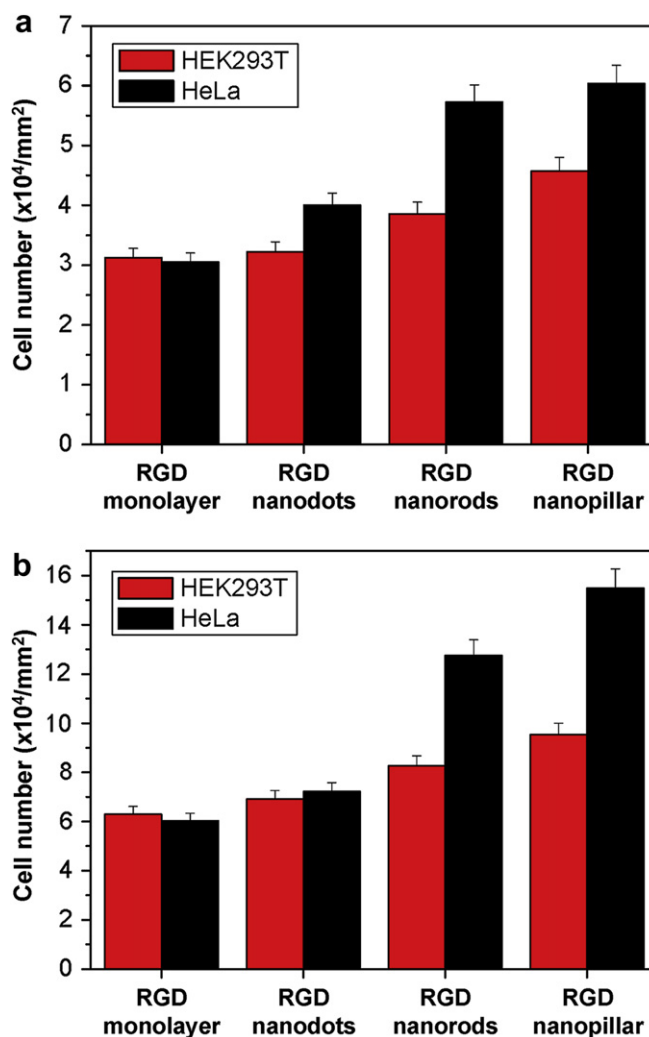 a
Cell number (x10⁴/mm²)
7
6
5
4
3
2
1
0
HEK293T
HeLa
RGD
monolayer
RGD
nanodots
RGD
nanorods
RGD
nanopillar
b
Cell number (x10⁴/mm²)
16
14
12
10
8
6
4
2
0
HEK293T
HeLa
RGD
monolayer
RGD
nanodots
RGD
nanorods
RGD
nanopillar